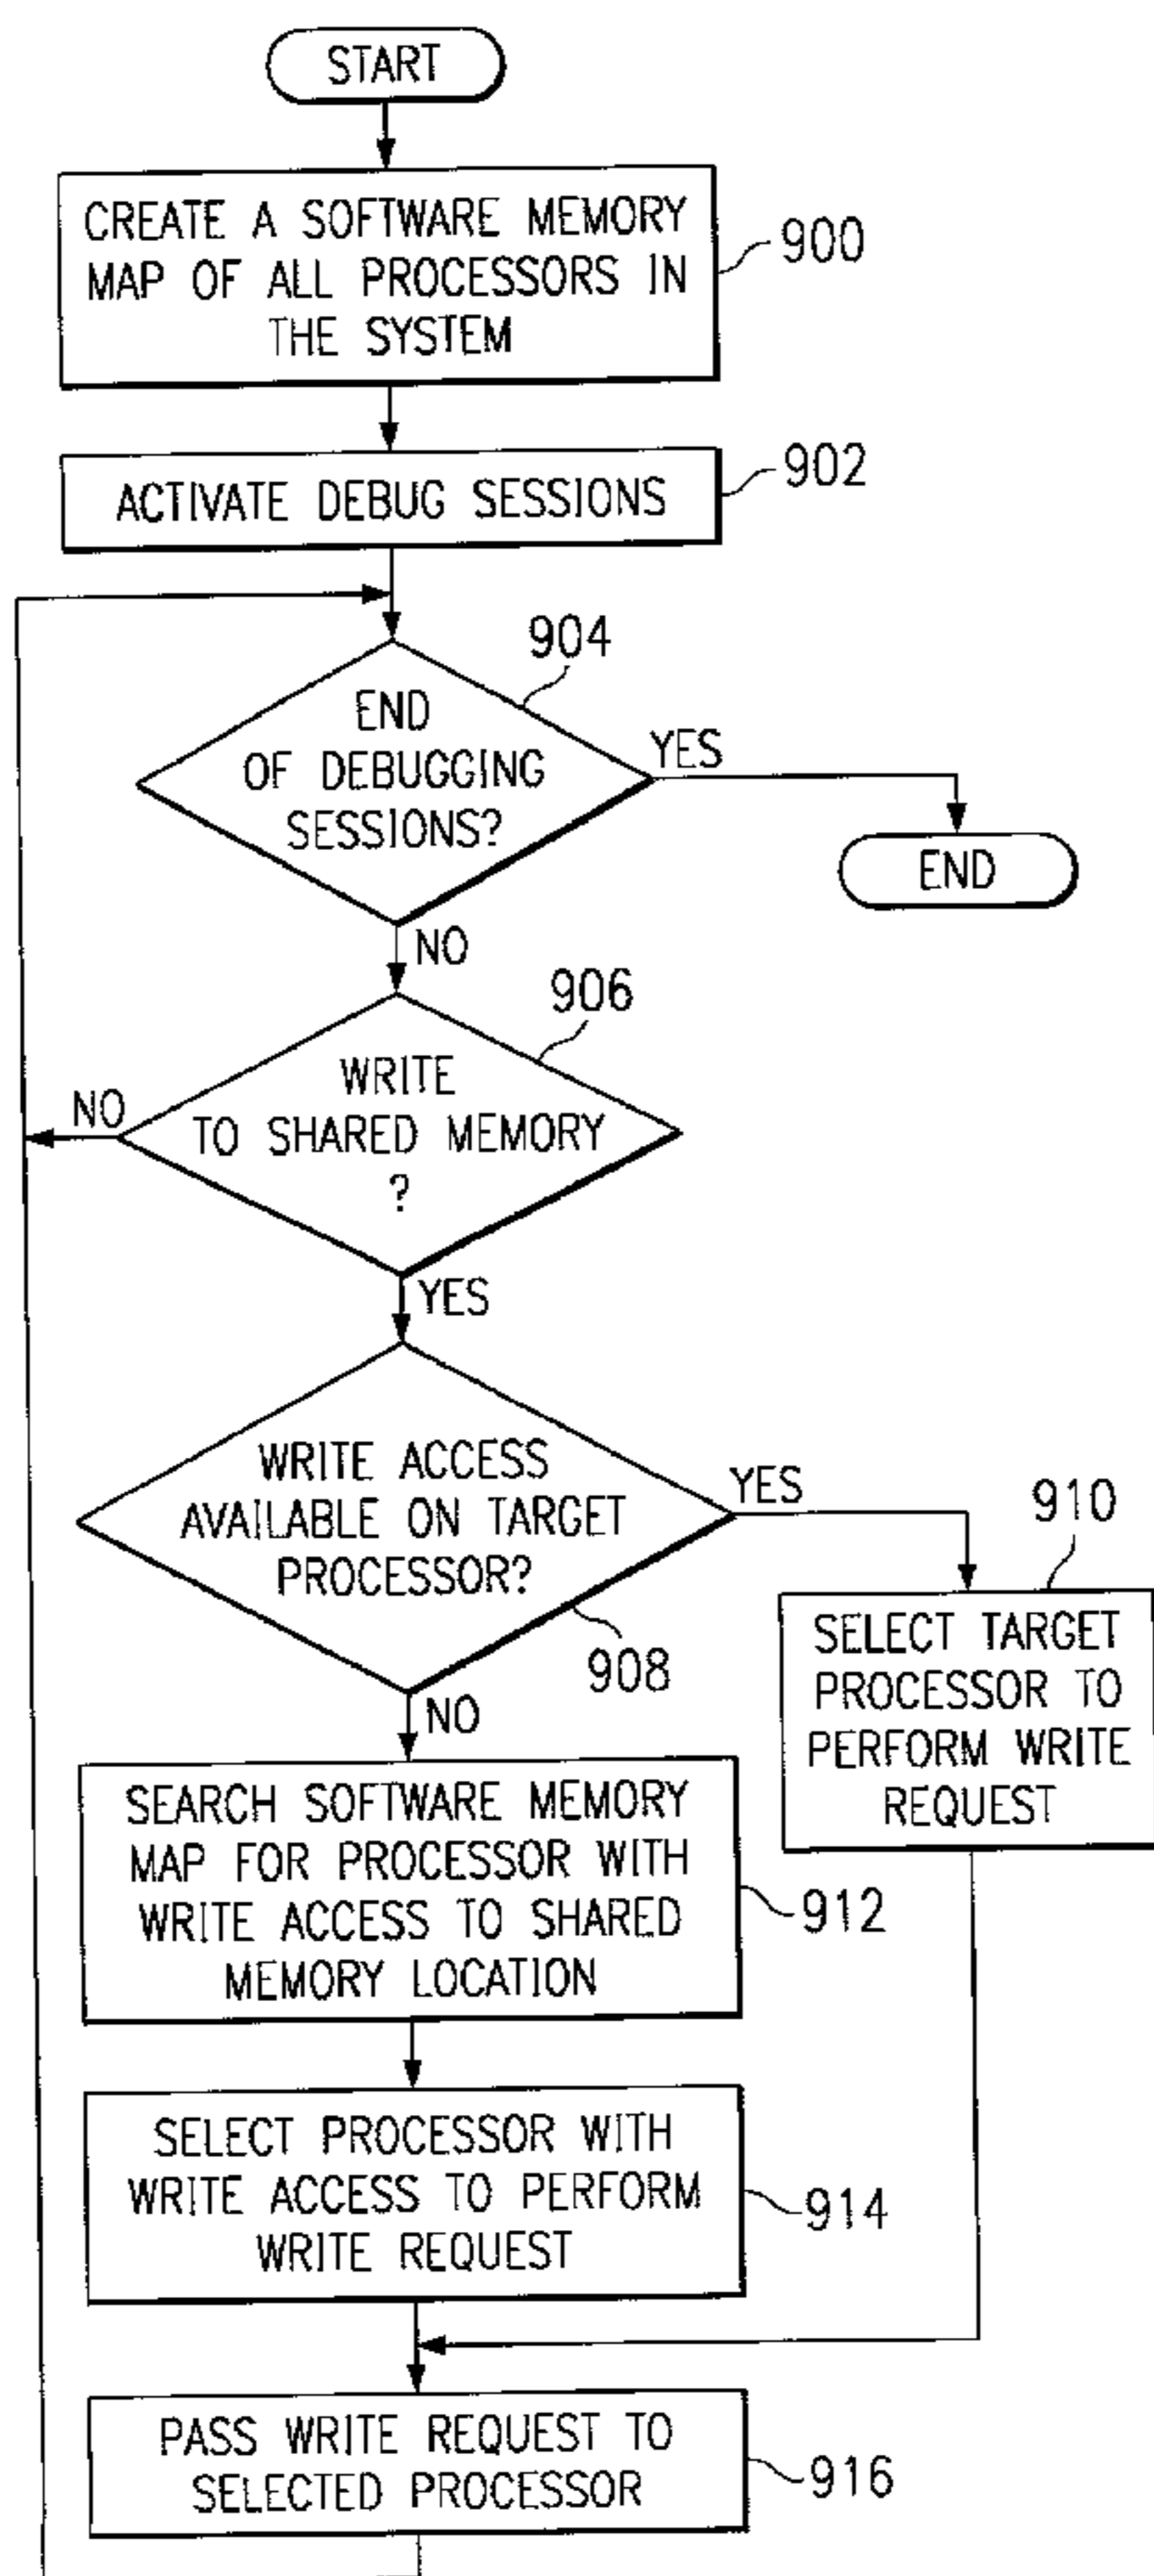 START
CREATE A SOFTWARE MEMORY
MAP OF ALL PROCESSORS IN
THE SYSTEM
900
ACTIVATE DEBUG SESSIONS
902
904
END
OF DEBUGGING
SESSIONS?
YES
END
NO
906
WRITE
TO SHARED MEMORY
?
NO
YES
WRITE ACCESS
AVAILABLE ON TARGET
PROCESSOR?
YES
908
910
SELECT TARGET
PROCESSOR TO
PERFORM WRITE
REQUEST
NO
SEARCH SOFTWARE MEMORY
MAP FOR PROCESSOR WITH
WRITE ACCESS TO SHARED
MEMORY LOCATION
912
SELECT PROCESSOR WITH
WRITE ACCESS TO PERFORM
WRITE REQUEST
914
PASS WRITE REQUEST TO
SELECTED PROCESSOR
916